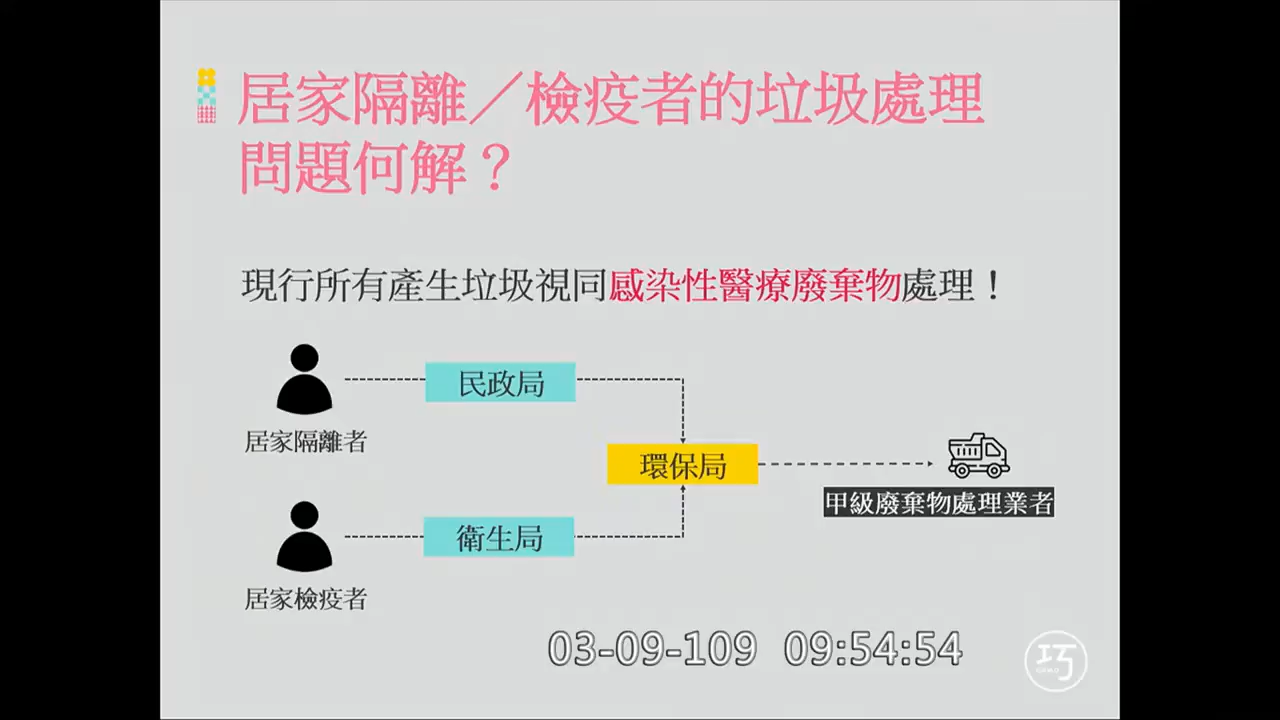 居家隔離／檢疫者的垃圾處理
問題何解？
現行所有產生垃圾視同感染性醫療廢棄物處理！
民政局
居家隔離者
環保局
甲級廢棄物處理業者
衛生局
居家檢疫者
03-09-109 09:54:54
巧